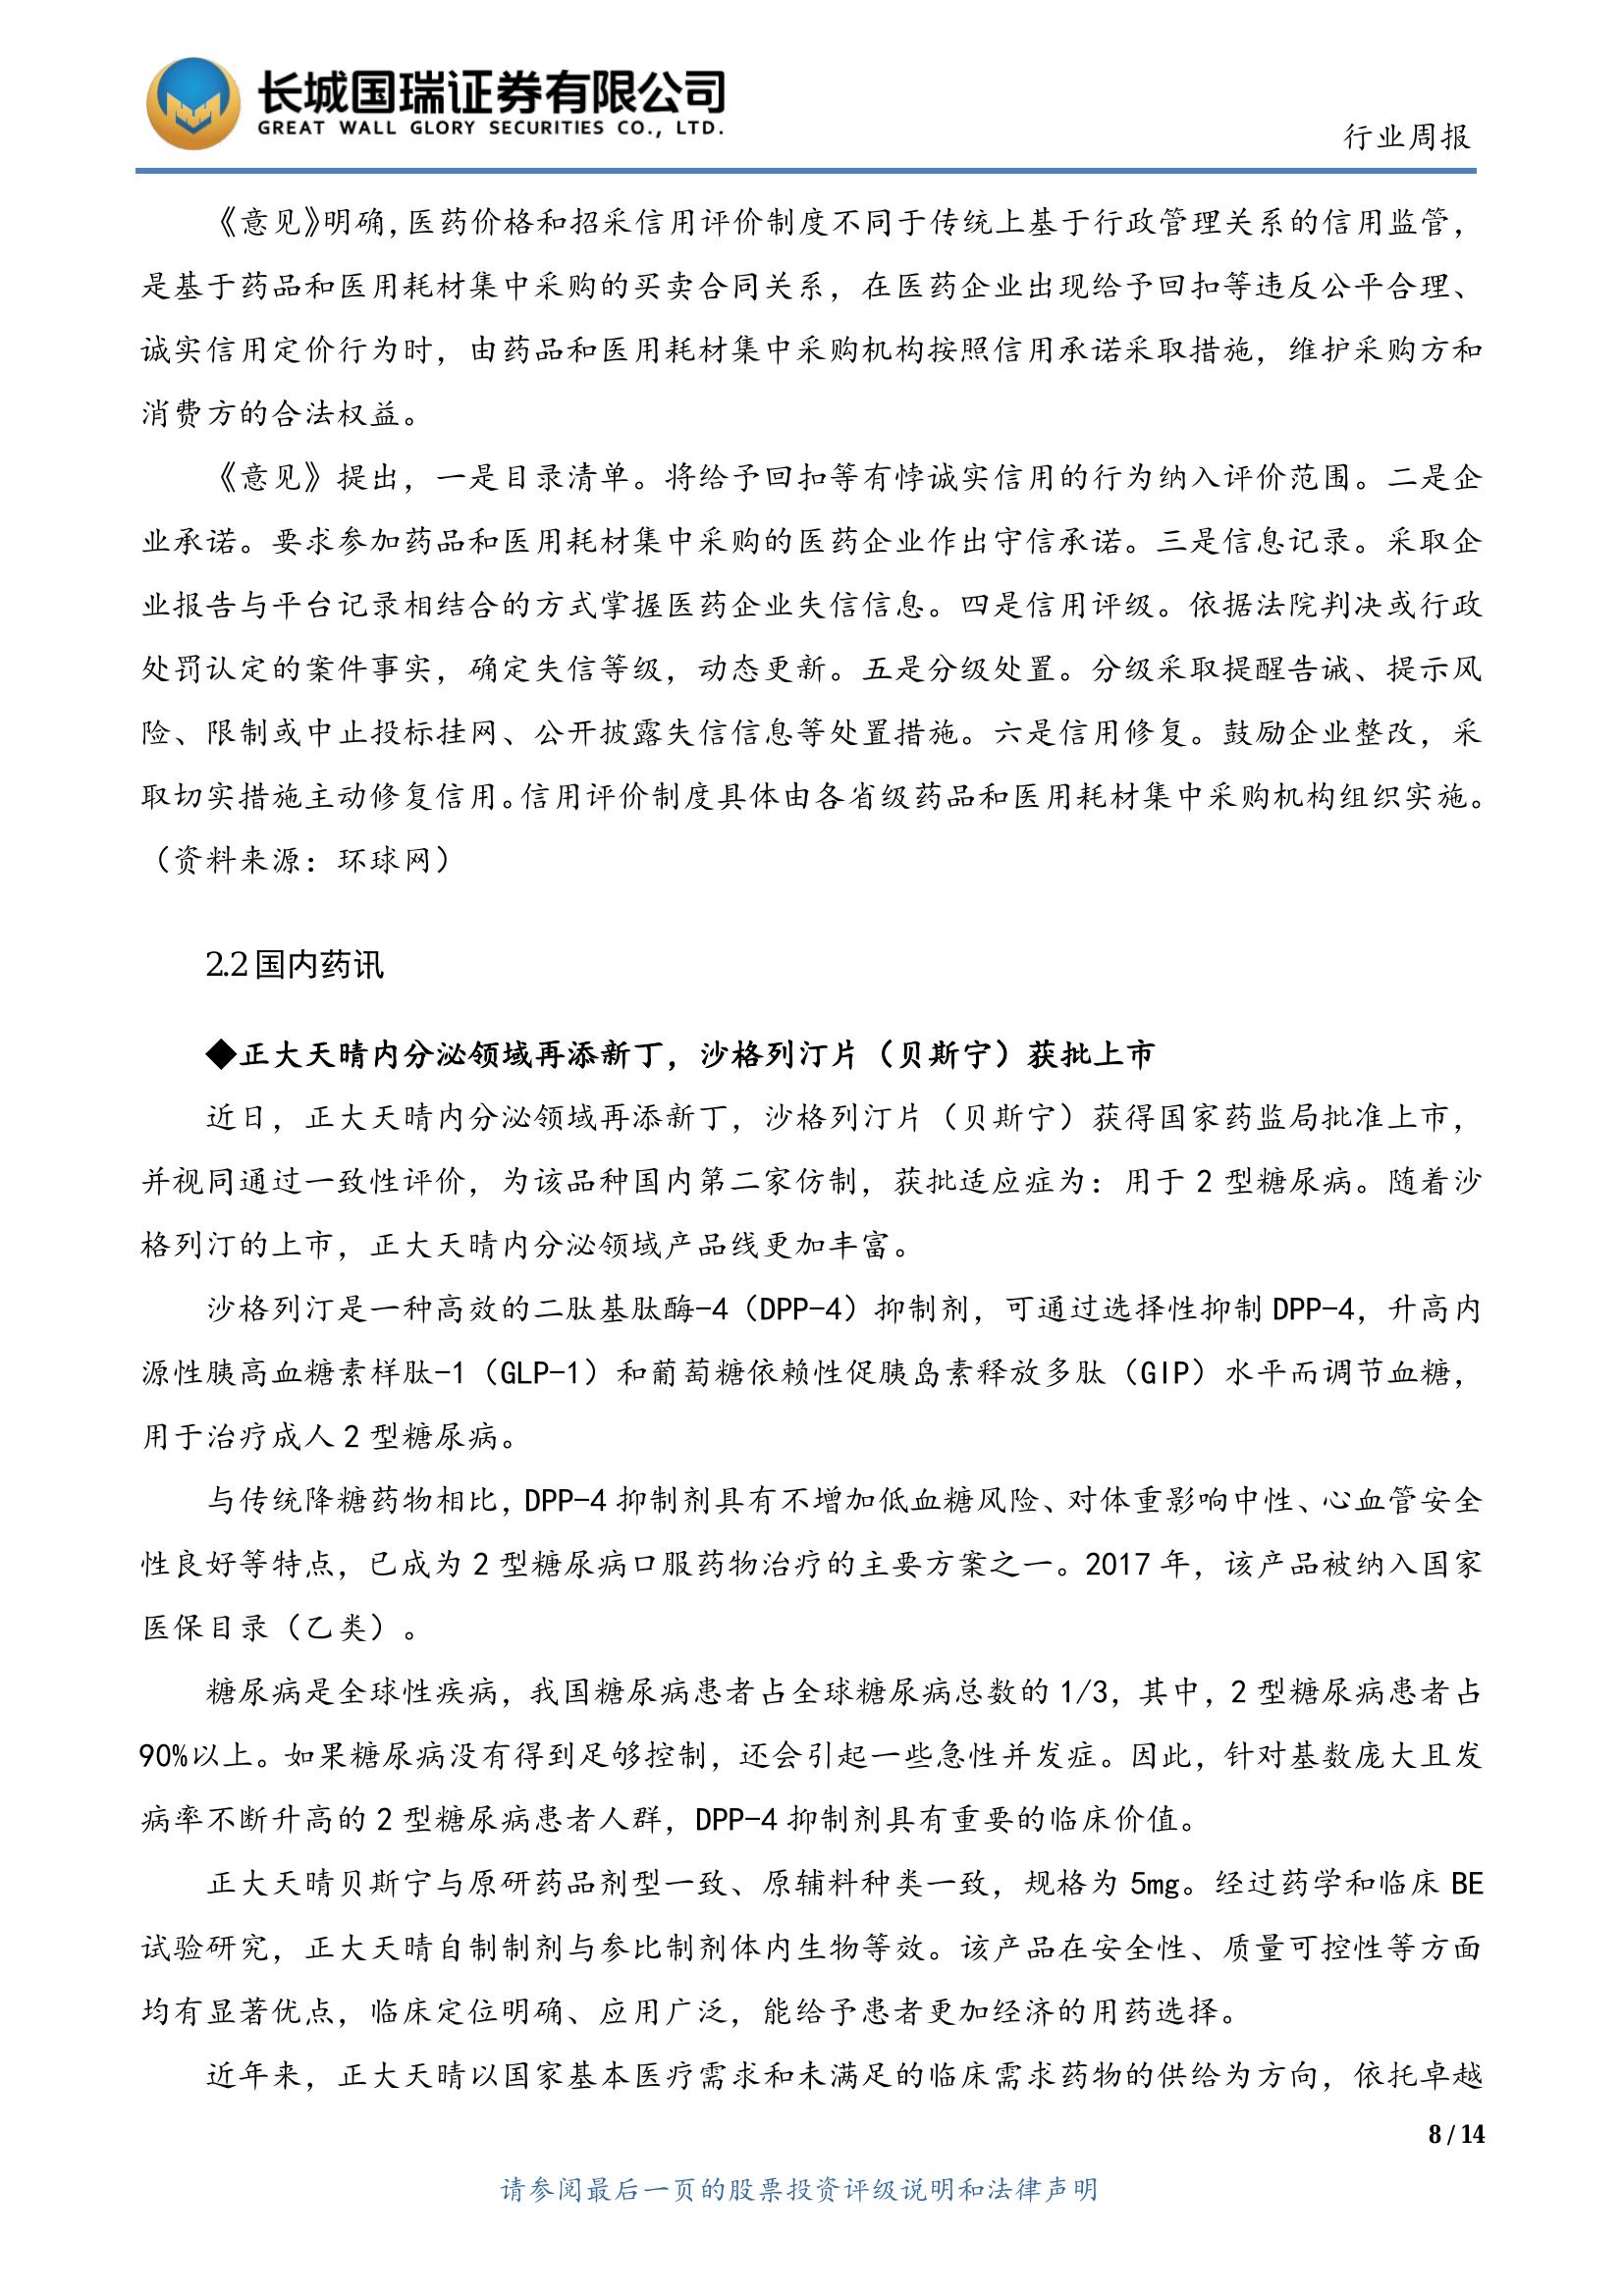 长城国瑞证券有限公司
GREAT WALL GLORY SECURITIES CO., LTD.
行业周报
《意见》明确，医药价格和招采信用评价制度不同于传统上基于行政管理关系的信用监管，
是基于药品和医用耗材集中采购的买卖合同关系，在医药企业出现给予回扣等违反公平合理、
诚实信用定价行为时，由药品和医用耗材集中采购机构按照信用承诺采取措施，维护采购方和
消费方的合法权益。
《意见》提出，一是目录清单。将给予回扣等有悖诚实信用的行为纳入评价范围。二是企
业承诺。要求参加药品和医用耗材集中采购的医药企业作出守信承诺。三是信息记录。采取企
业报告与平台记录相结合的方式掌握医药企业失信信息。四是信用评级。依据法院判决或行政
处罚认定的案件事实，确定失信等级，动态更新。五是分级处置。分级采取提醒告诫、提示风
险、限制或中止投标挂网、公开披露失信信息等处置措施。六是信用修复。鼓励企业整改，采
取切实措施主动修复信用。信用评价制度具体由各省级药品和医用耗材集中采购机构组织实施。
（资料来源：环球网）
2.2 国内药讯
◆正大天晴内分泌领域再添新丁，沙格列汀片（贝斯宁）获批上市
近日，正大天晴内分泌领域再添新丁，沙格列汀片（贝斯宁）获得国家药监局批准上市，
并视同通过一致性评价，为该品种国内第二家仿制，获批适应症为：用于 2 型糖尿病。随着沙
格列汀的上市，正大天晴内分泌领域产品线更加丰富。
沙格列汀是一种高效的二肽基肽酶-4（DPP-4）抑制剂，可通过选择性抑制 DPP-4，升高内
源性胰高血糖素样肽-1（GLP-1）和葡萄糖依赖性促胰岛素释放多肽（GIP）水平而调节血糖，
用于治疗成人 2 型糖尿病。
与传统降糖药物相比，DPP-4 抑制剂具有不增加低血糖风险、对体重影响中性、心血管安全
性良好等特点，已成为 2 型糖尿病口服药物治疗的主要方案之一。2017 年，该产品被纳入国家
医保目录（乙类）。
糖尿病是全球性疾病，我国糖尿病患者占全球糖尿病总数的 1/3，其中，2 型糖尿病患者占
90%以上。如果糖尿病没有得到足够控制，还会引起一些急性并发症。因此，针对基数庞大且发
病率不断升高的 2 型糖尿病患者人群，DPP-4 抑制剂具有重要的临床价值。
正大天晴贝斯宁与原研药品剂型一致、原辅料种类一致，规格为 5mg。经过药学和临床 BE
试验研究，正大天晴自制制剂与参比制剂体内生物等效。该产品在安全性、质量可控性等方面
均有显著优点，临床定位明确、应用广泛，能给予患者更加经济的用药选择。
近年来，正大天晴以国家基本医疗需求和未满足的临床需求药物的供给为方向，依托卓越
8 / 14
请参阅最后一页的股票投资评级说明和法律声明